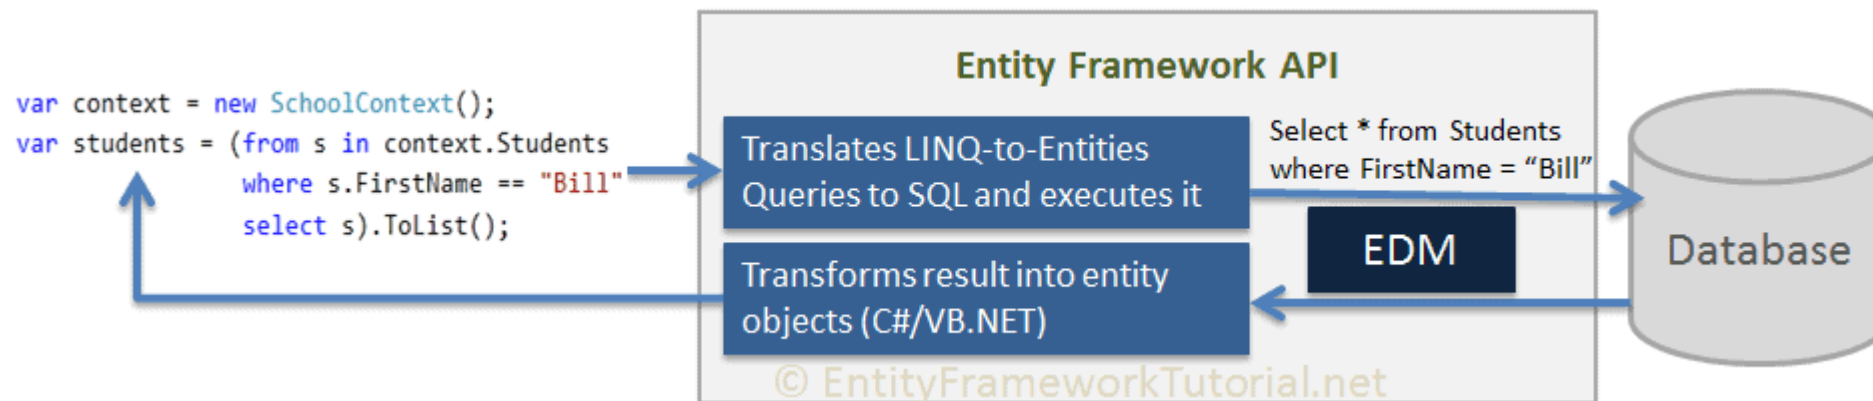 var context = new SchoolContext();
var students = (from s in context.Students
where s.FirstName == "Bill"
select s).ToList();
Entity Framework API
Translates LINQ-to-Entities
Queries to SQL and executes it
Select * from Students
where FirstName = “Bill”
EDM
Transforms result into entity
objects (C#/VB.NET)
Database
© EntityFrameworkTutorial.net